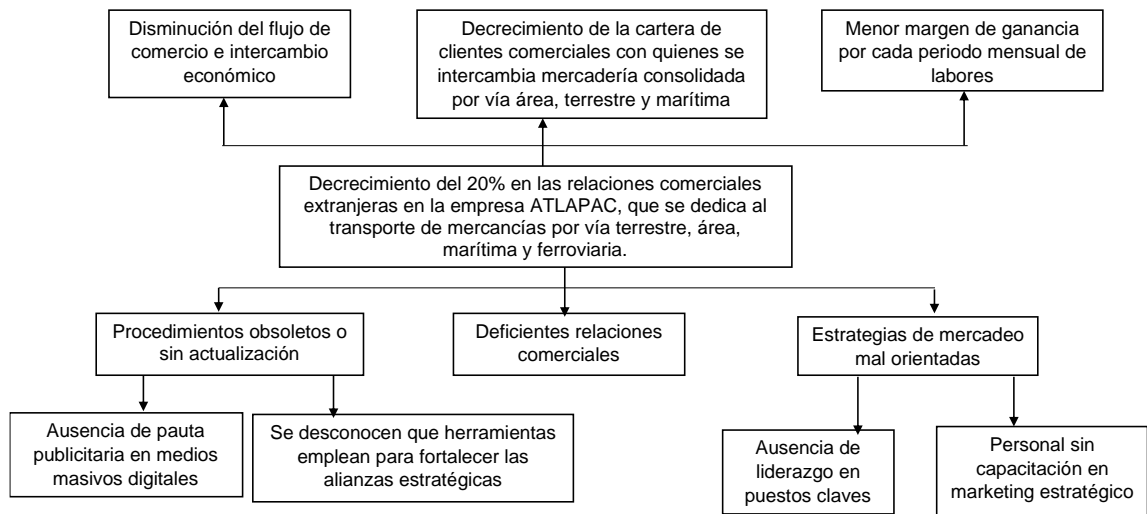 Disminución del flujo de
comercio e intercambio
económico
Decrecimiento de la cartera de
clientes comerciales con quienes se
intercambia mercadería consolidada
por vía área, terrestre y marítima
Menor margen de ganancia
por cada periodo mensual de
labores
Decrecimiento del 20% en las relaciones comerciales
extranjeras en la empresa ATLAPAC, que se dedica al
transporte de mercancías por vía terrestre, área,
marítima y ferroviaria.
Procedimientos obsoletos o
sin actualización
Deficientes relaciones
comerciales
Estrategias de mercadeo
mal orientadas
Ausencia de pauta
publicitaria en medios
masivos digitales
Se desconocen que herramientas
emplean para fortalecer las
alianzas estratégicas
Ausencia de
liderazgo en
puestos claves
Personal sin
capacitación en
marketing estratégico